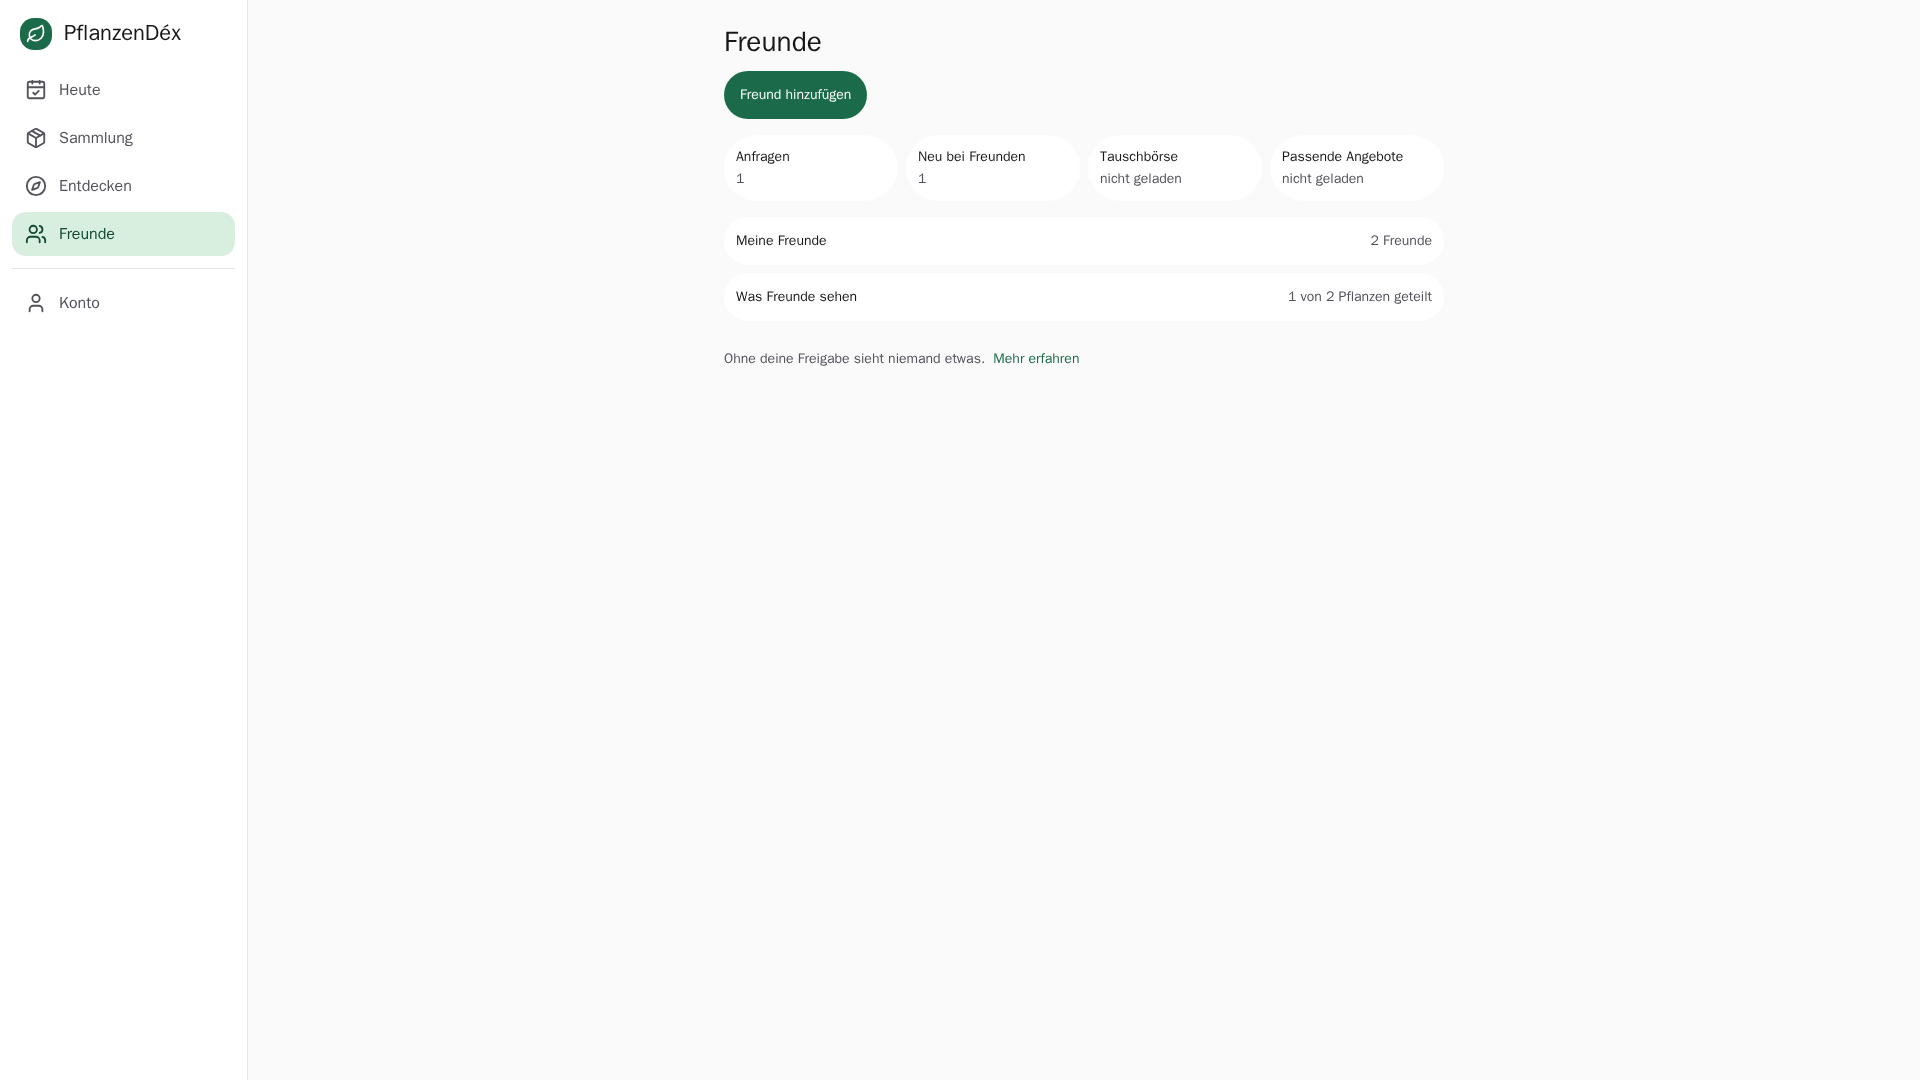 PflanzenDéx
Heute
Sammlung
Entdecken
Freunde
Konto
Freunde
Freund hinzufügen
Anfragen
1
Neu bei Freunden
1
Tauschbörse
nicht geladen
Passende Angebote
nicht geladen
Meine Freunde
2 Freunde
Was Freunde sehen
1 von 2 Pflanzen geteilt
Ohne deine Freigabe sieht niemand etwas. Mehr erfahren